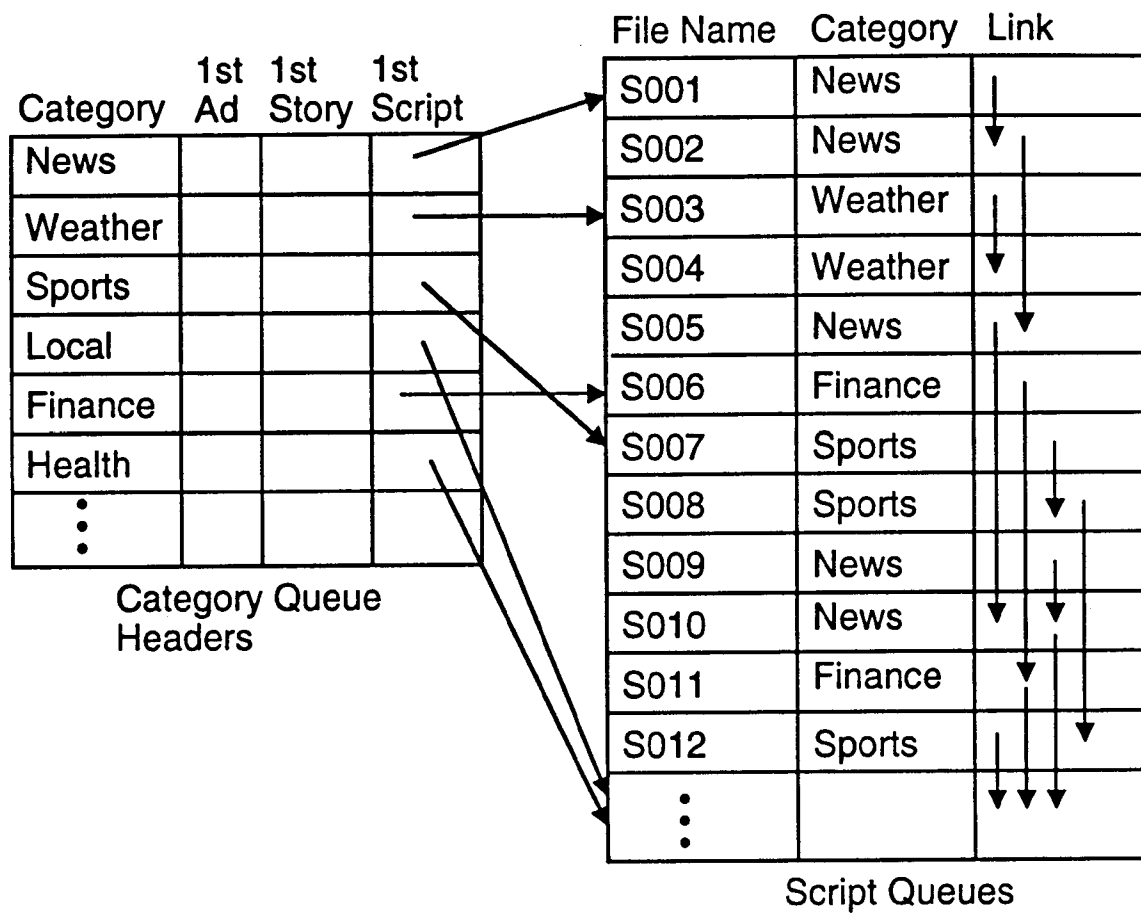 1st 1st 1st
Category Ad Story Script
News
Weather
Sports
Local
Finance
Health
Category Queue
Headers
File Name Category Link
S001 News
S002 News
S003 Weather
S004 Weather
S005 News
S006 Finance
S007 Sports
S008 Sports
S009 News
S010 News
S011 Finance
S012 Sports
Script Queues